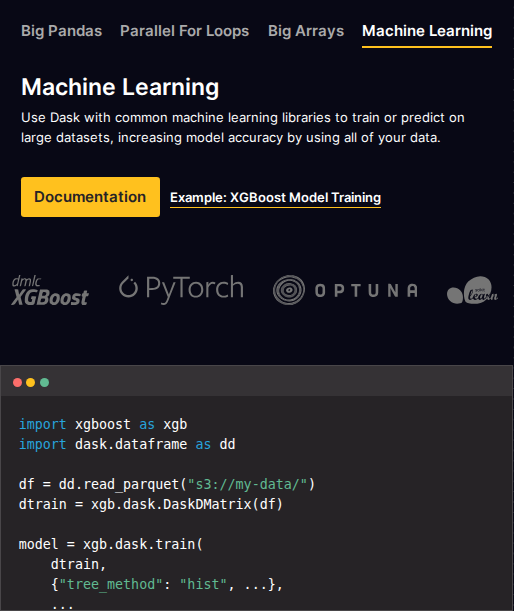 Big Pandas Parallel For Loops Big Arrays Machine Learning
Machine Learning
Use Dask with common machine learning libraries to train or predict on
large datasets, increasing model accuracy by using all of your data.
Documentation Example: XGBoost Model Training
dmlc
XGBoost PyTorch OPTUNA learn
import xgboost as xgb
import dask.dataframe as dd
df = dd.read_parquet("s3://my-data/")
dtrain = xgb.dask.DaskDMatrix(df)
model = xgb.dask.train(
    dtrain,
    {"tree_method": "hist", ...},
    ...